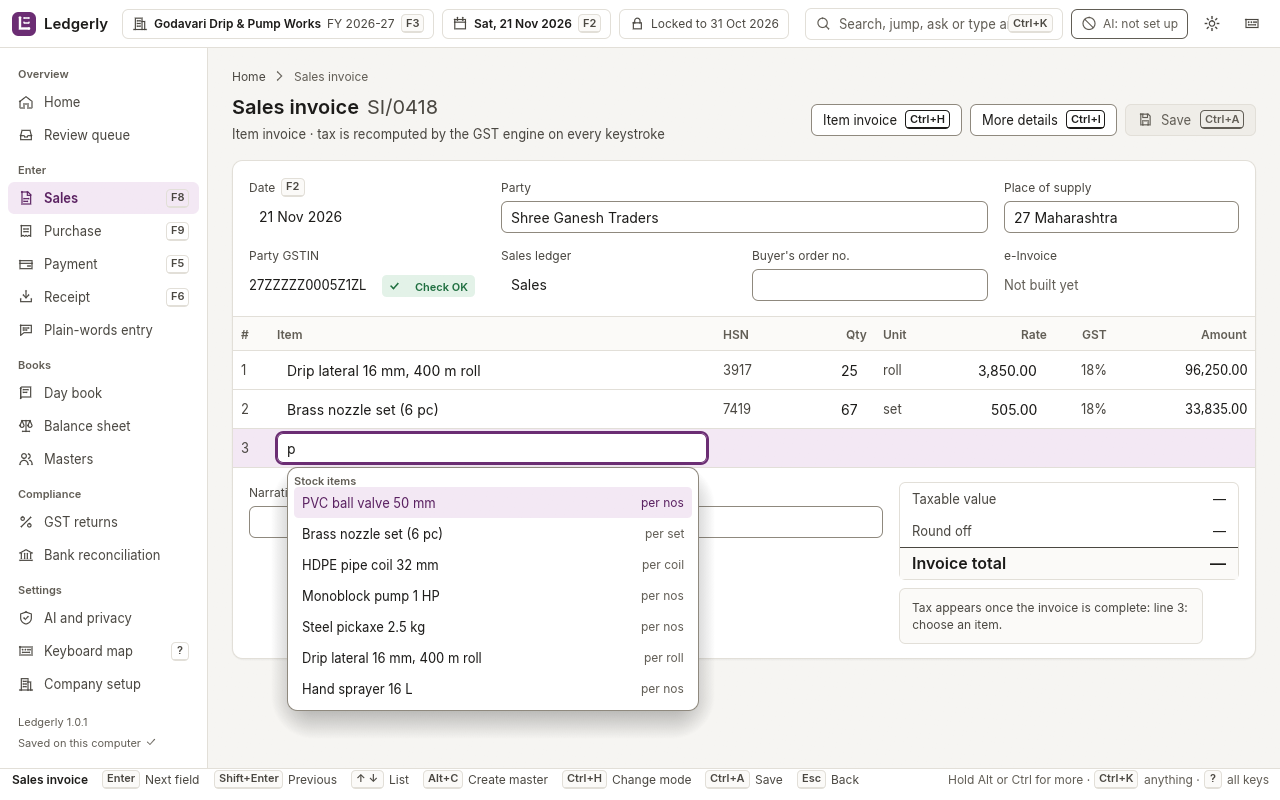 Ledgerly
Godavari Drip & Pump Works FY 2026-27 F3
Sat, 21 Nov 2026 F2
Locked to 31 Oct 2026
Search, jump, ask or type a Ctrl+K
AI: not set up
Overview
Home
Review queue
Enter
Sales F8
Purchase F9
Payment F5
Receipt F6
Plain-words entry
Books
Day book
Balance sheet
Masters
Compliance
GST returns
Bank reconciliation
Settings
AI and privacy
Keyboard map ?
Company setup
Ledgerly 1.0.1
Saved on this computer
Home > Sales invoice
Sales invoice SI/0418
Item invoice · tax is recomputed by the GST engine on every keystroke
Item invoice Ctrl+H
More details Ctrl+I
Save Ctrl+A
Date F2
21 Nov 2026
Party
Shree Ganesh Traders
Place of supply
27 Maharashtra
Party GSTIN
27ZZZZZ0005Z1ZL Check OK
Sales ledger
Sales
Buyer's order no.
e-Invoice
Not built yet
# Item HSN Qty Unit Rate GST Amount
1 Drip lateral 16 mm, 400 m roll 3917 25 roll 3,850.00 18% 96,250.00
2 Brass nozzle set (6 pc) 7419 67 set 505.00 18% 33,835.00
3 p
Stock items
PVC ball valve 50 mm per nos
Brass nozzle set (6 pc) per set
HDPE pipe coil 32 mm per coil
Monoblock pump 1 HP per nos
Steel pickaxe 2.5 kg per nos
Drip lateral 16 mm, 400 m roll per roll
Hand sprayer 16 L per nos
Narrati
Taxable value —
Round off —
Invoice total —
Tax appears once the invoice is complete: line 3:
choose an item.
Sales invoice Enter Next field Shift+Enter Previous ↑ ↓ List Alt+C Create master Ctrl+H Change mode Ctrl+A Save Esc Back
Hold Alt or Ctrl for more · Ctrl+K anything · ? all keys